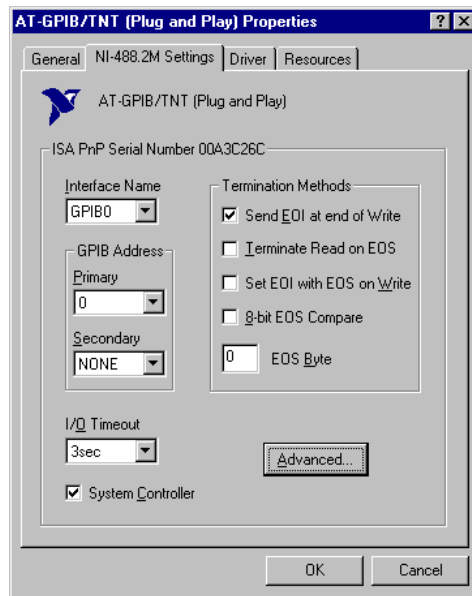 AT-GPIB/TNT (Plug and Play) Properties
General NI-488.2M Settings Driver Resources
AT-GPIB/TNT (Plug and Play)
ISA PnP Serial Number 00A3C26C
Interface Name
GPIB0
GPIB Address
Primary
0
Secondary
NONE
I/O Timeout
3sec
System Controller
Termination Methods
Send EOI at end of Write
Terminate Read on EOS
Set EOI with EOS on Write
8-bit EOS Compare
0 EOS Byte
Advanced...
OK Cancel